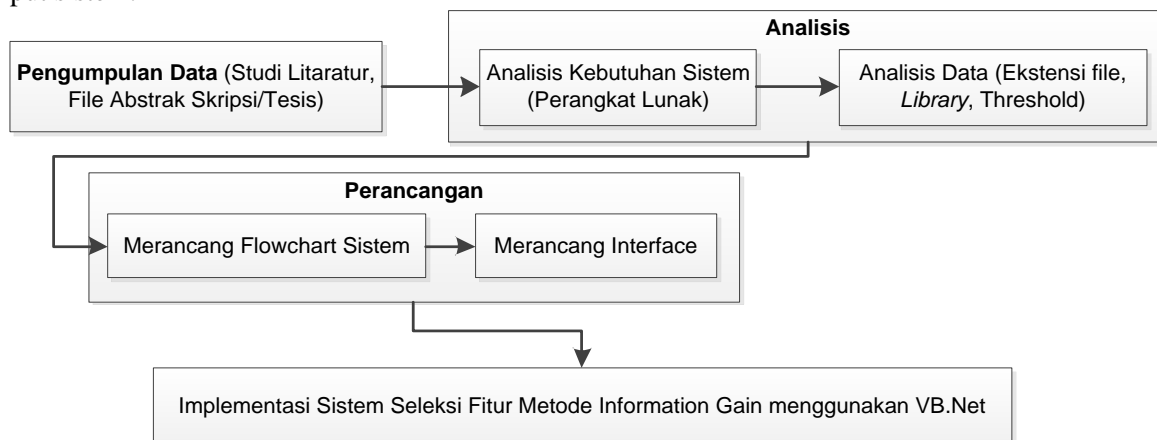 Analisis
Pengumpulan Data (Studi Litaratur,
File Abstrak Skripsi/Tesis)
Analisis Kebutuhan Sistem
(Perangkat Lunak)
Analisis Data (Ekstensi file,
Library, Threshold)
Perancangan
Merancang Flowchart Sistem
Merancang Interface
Implementasi Sistem Seleksi Fitur Metode Information Gain menggunakan VB.Net